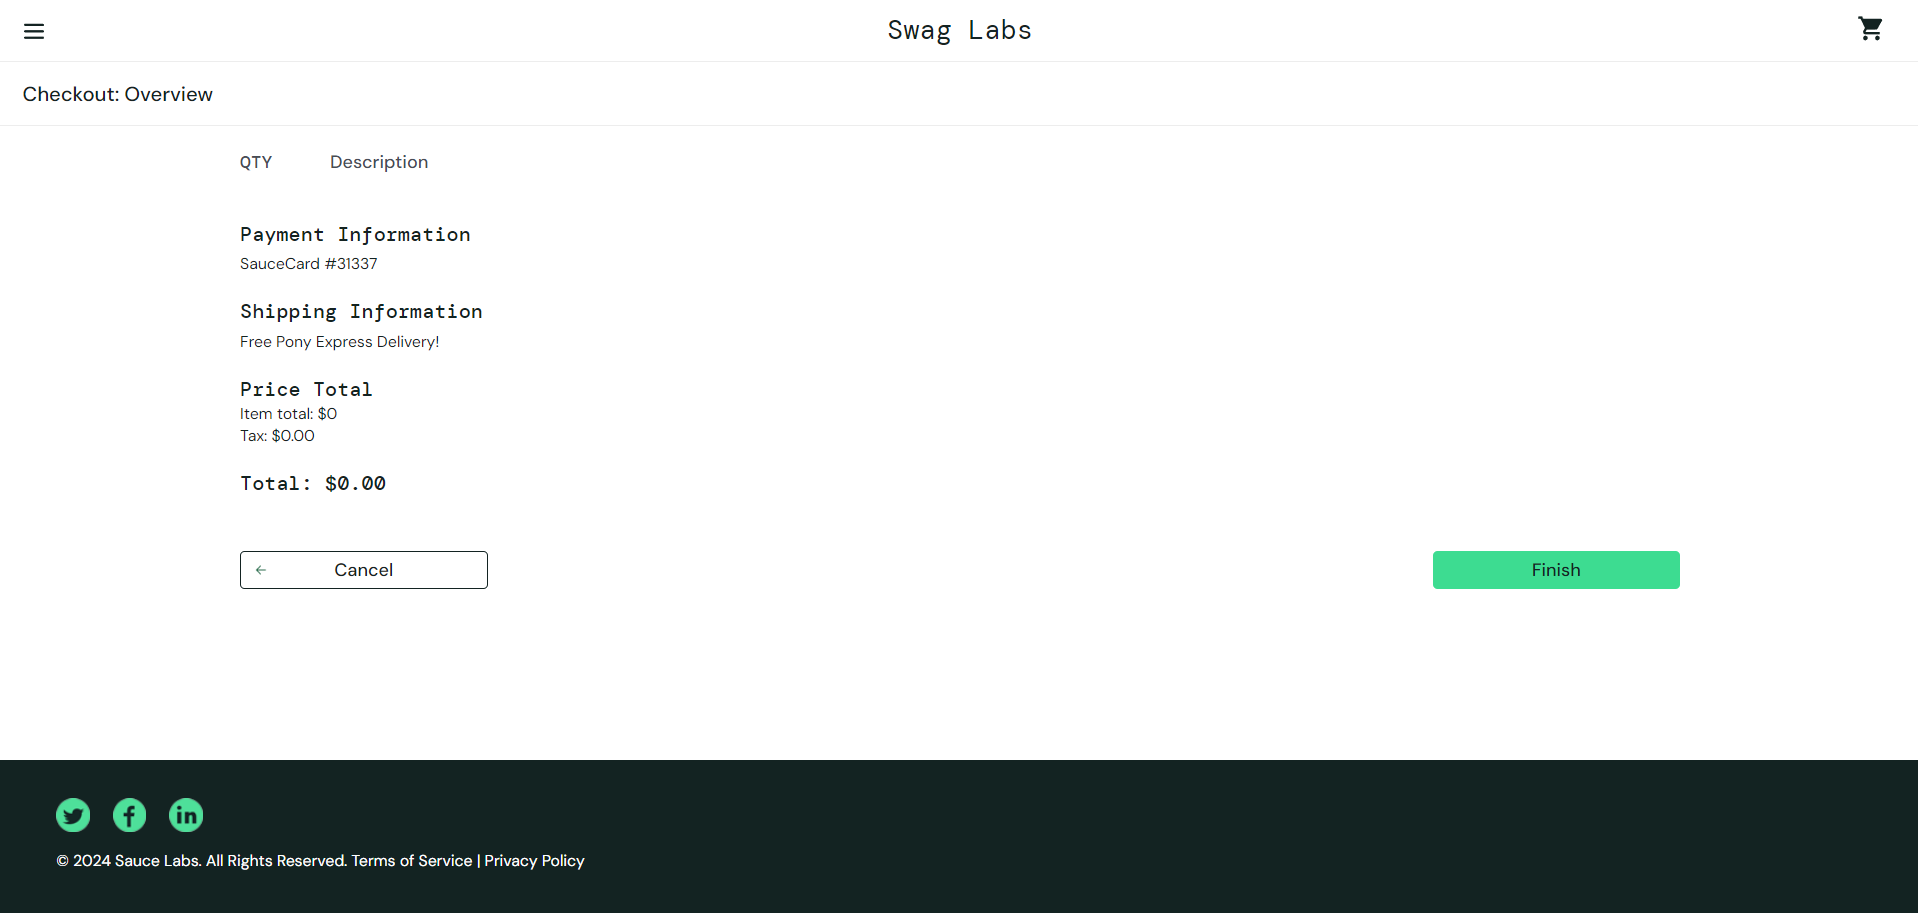 Swag Labs
Checkout: Overview
QTY Description
Payment Information
SauceCard #31337
Shipping Information
Free Pony Express Delivery!
Price Total
Item total: $0
Tax: $0.00
Total: $0.00
Cancel Finish
© 2024 Sauce Labs. All Rights Reserved. Terms of Service | Privacy Policy